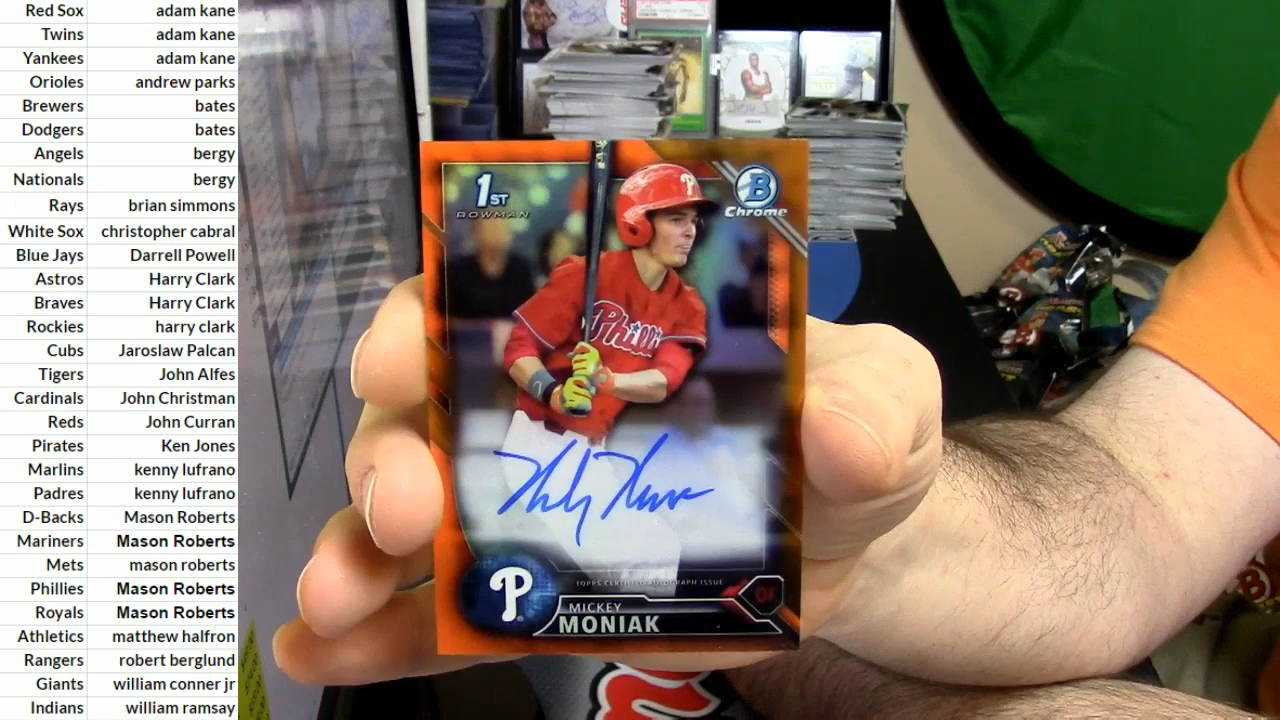 Red Sox adam kane
Twins adam kane
Yankees adam kane
Orioles andrew parks
Brewers bates
Dodgers bates
Angels bergy
Nationals bergy
Rays brian simmons
White Sox christopher cabral
Blue Jays Darrell Powell
Astros Harry Clark
Braves Harry Clark
Rockies harry clark
Cubs Jaroslaw Palcan
Tigers John Alfes
Cardinals John Christman
Reds John Curran
Pirates Ken Jones
Marlins kenny lufrano
Padres kenny lufrano
D-Backs Mason Roberts
Mariners Mason Roberts
Mets mason roberts
Phillies Mason Roberts
Royals Mason Roberts
Athletics matthew halfron
Rangers robert berglund
Giants william conner jr
Indians william ramsay
1ST
BOWMAN
B
Chrome
P
Phillies
TOPPS CERTIFIED AUTOGRAPH ISSUE
P
OF
MICKEY
MONIAK